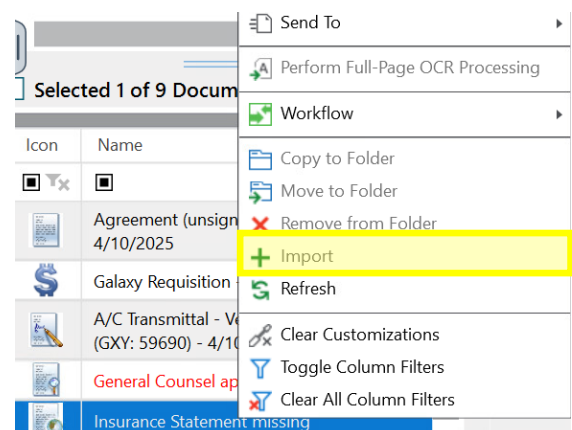 Send To
Perform Full-Page OCR Processing
Selected 1 of 9 Docum
Workflow
Icon Name
Copy to Folder
Move to Folder
Agreement (unsign
4/10/2025
Remove from Folder
Import
Galaxy Requisition
Refresh
A/C Transmittal - Ve
(GXY: 59690) - 4/10
Clear Customizations
Toggle Column Filters
General Counsel ap
Clear All Column Filters
Insurance Statement missing